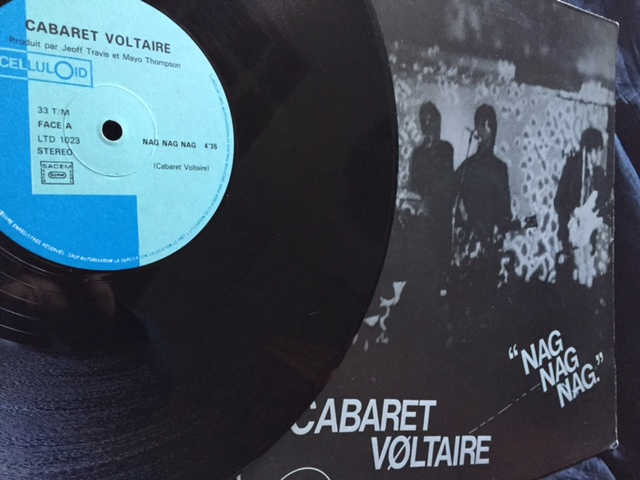 CABARET VOLTAIRE
Produit par Jeoff Travis et Mayo Thompson
CELLULOID
33 T/M
FACE A
LTD 1023
STEREO
NAG NAG NAG 4'35
(Cabaret Voltaire)
SACEM
"NAG
NAG
NAG."
CABARET
VØLTAIRE